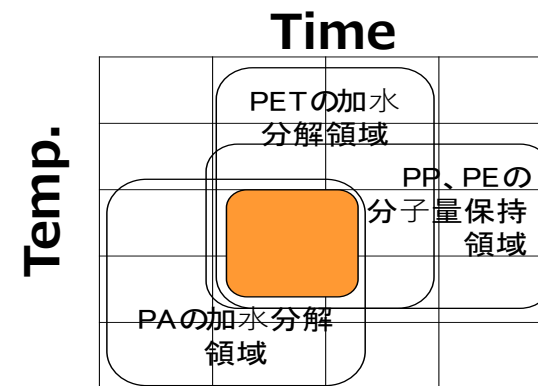 Time
Temp.
PETの加水
分解領域
PP、PEの
分子量保持
領域
PAの加水分解
領域